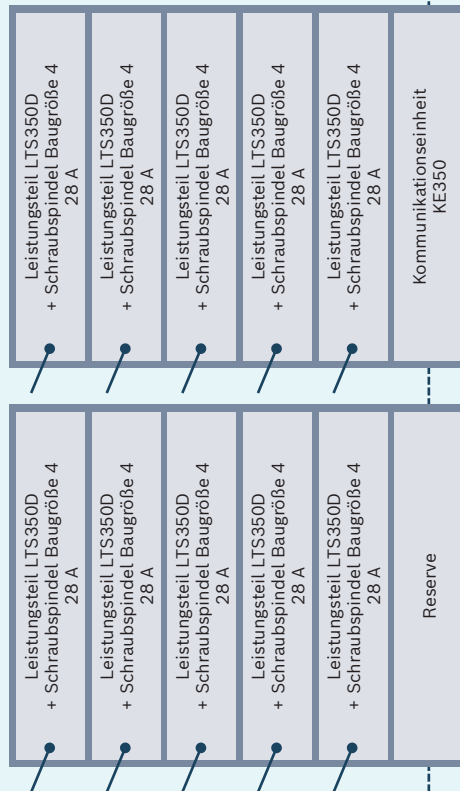 Leistungsteil LTS350D
+ Schraubspindel Baugröße 4
28 A
Leistungsteil LTS350D
+ Schraubspindel Baugröße 4
28 A
Leistungsteil LTS350D
+ Schraubspindel Baugröße 4
28 A
Leistungsteil LTS350D
+ Schraubspindel Baugröße 4
28 A
Leistungsteil LTS350D
+ Schraubspindel Baugröße 4
28 A
Kommunikationseinheit
KE350
Leistungsteil LTS350D
+ Schraubspindel Baugröße 4
28 A
Leistungsteil LTS350D
+ Schraubspindel Baugröße 4
28 A
Leistungsteil LTS350D
+ Schraubspindel Baugröße 4
28 A
Leistungsteil LTS350D
+ Schraubspindel Baugröße 4
28 A
Leistungsteil LTS350D
+ Schraubspindel Baugröße 4
28 A
Reserve